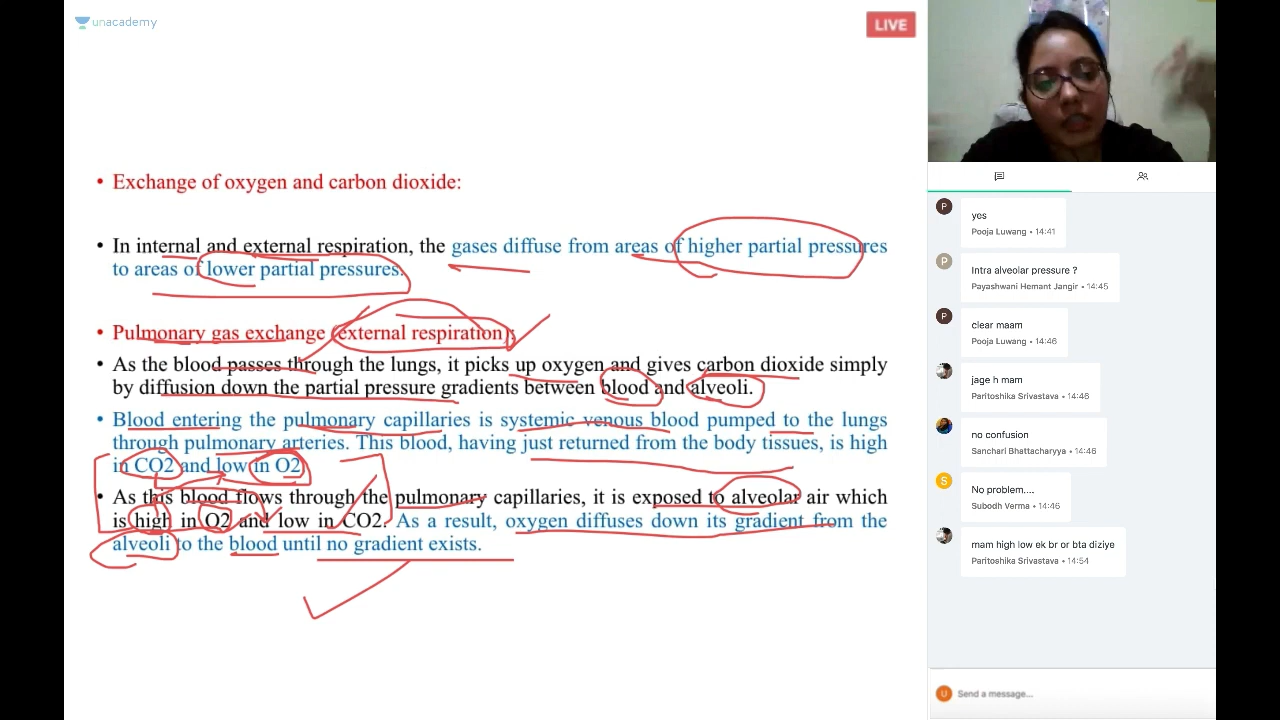 unacademy
LIVE
• Exchange of oxygen and carbon dioxide:
• In internal and external respiration, the gases diffuse from areas of higher partial pressures
to areas of lower partial pressures.
• Pulmonary gas exchange (external respiration):
• As the blood passes through the lungs, it picks up oxygen and gives carbon dioxide simply
by diffusion down the partial pressure gradients between blood and alveoli.
• Blood entering the pulmonary capillaries is systemic venous blood pumped to the lungs
through pulmonary arteries. This blood, having just returned from the body tissues, is high
in CO2 and low in O2
• As this blood flows through the pulmonary capillaries, it is exposed to alveolar air which
is high in O2 and low in CO2. As a result, oxygen diffuses down its gradient from the
alveoli to the blood until no gradient exists.
P
yes
Pooja Luwang • 14:41
P
Intra alveolar pressure ?
Payashwani Hemant Jangir • 14:45
P
clear maam
Pooja Luwang • 14:46
jage h mam
Paritoshika Srivastava • 14:46
no confusion
Sanchari Bhattacharyya • 14:46
S
No problem....
Subodh Verma • 14:46
mam high low ek br or bta diziye
Paritoshika Srivastava • 14:54
U
Send a message...